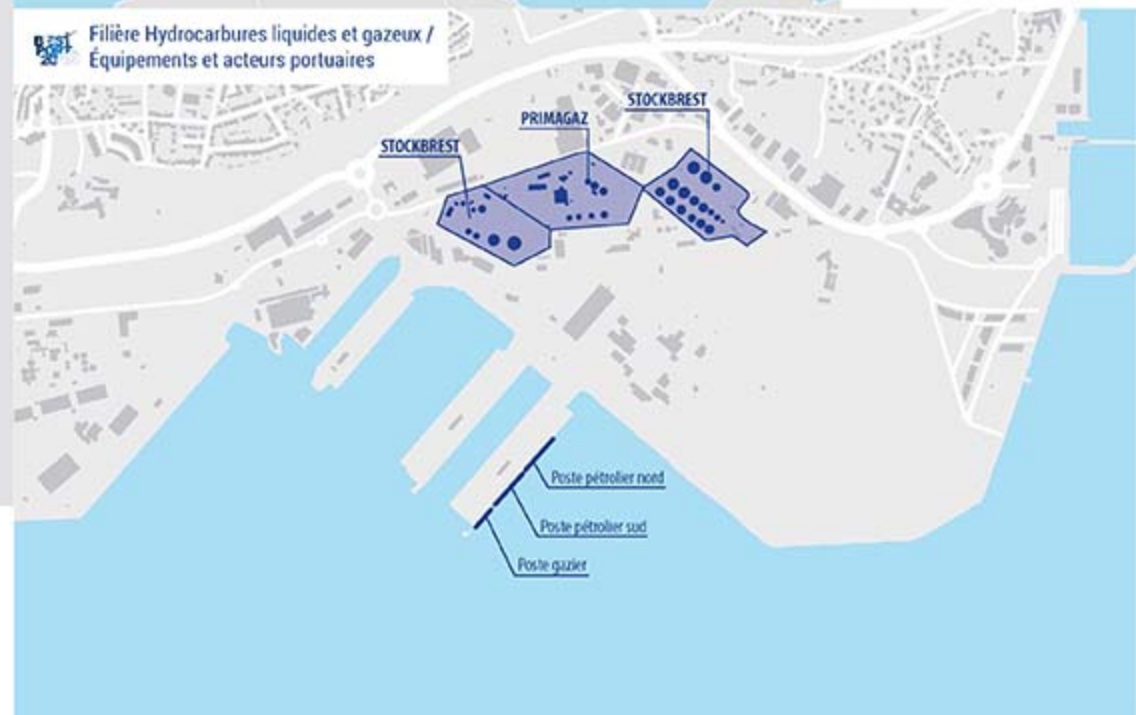 Filière Hydrocarbures liquides et gazeux /
Équipements et acteurs portuaires
STOCKBREST
PRIMAGAZ
STOCKBREST
Poste pétrolier nord
Poste pétrolier sud
Poste gazier